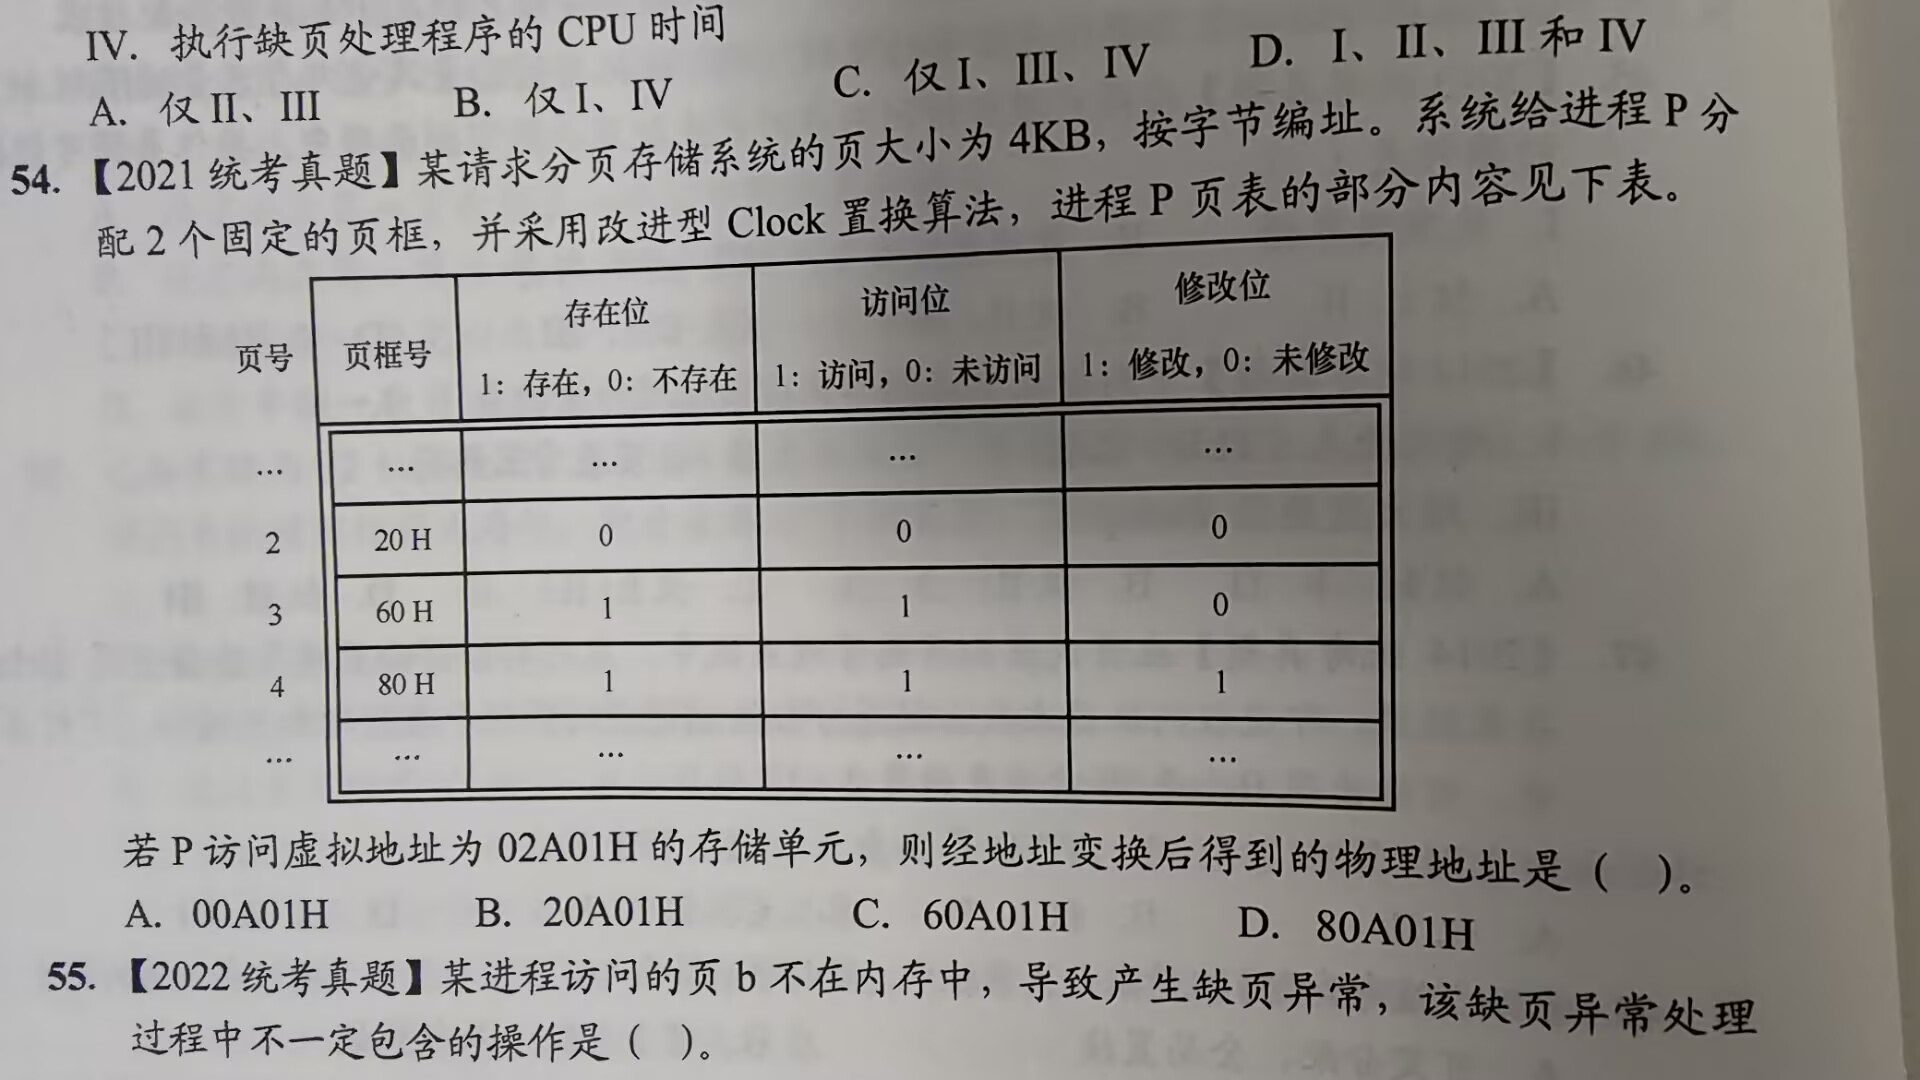 IV. 执行缺页处理程序的 CPU 时间
A. 仅 II、III B. 仅 I、IV C. 仅 I、III、IV D. I、II、III 和 IV
54. 【2021 统考真题】某请求分页存储系统的页大小为 4KB，按字节编址。系统给进程 P 分
配 2 个固定的页框，并采用改进型 Clock 置换算法，进程 P 页表的部分内容见下表。
页号 页框号 存在位 访问位 修改位
1：存在，0：不存在 1：访问，0：未访问 1：修改，0：未修改
… … … … …
2 20 H 0 0 0
3 60 H 1 1 0
4 80 H 1 1 1
… … … … …
若 P 访问虚拟地址为 02A01H 的存储单元，则经地址变换后得到的物理地址是（ ）。
A. 00A01H B. 20A01H C. 60A01H D. 80A01H
55. 【2022 统考真题】某进程访问的页 b 不在内存中，导致产生缺页异常，该缺页异常处理
过程中不一定包含的操作是（ ）。